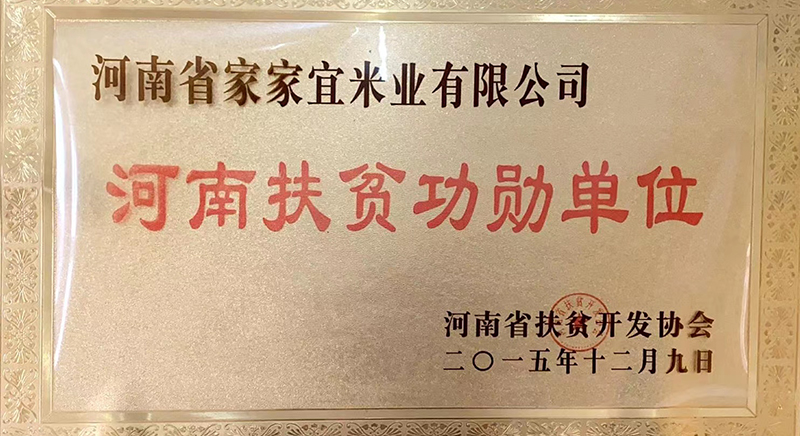 河南省家家宜米业有限公司
河南扶贫功勋单位
河南省扶贫开发协会
二〇一五年十二月九日